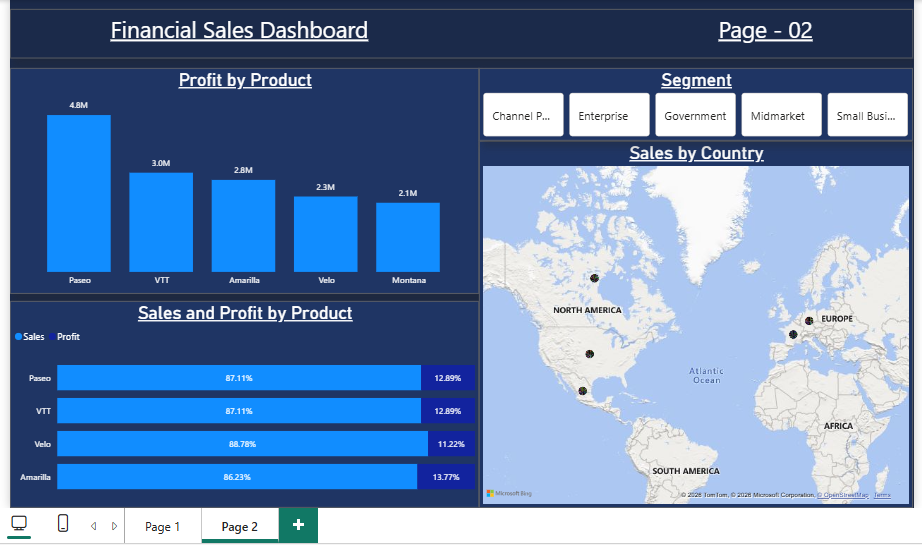 Financial Sales Dashboard
Page - 02
Profit by Product
4.8M
3.0M
2.8M
2.3M
2.1M
Paseo
VTT
Amarilla
Velo
Montana
Segment
Channel P...
Enterprise
Government
Midmarket
Small Busi...
Sales by Country
NORTH AMERICA
EUROPE
Atlantic
Ocean
AFRICA
SOUTH AMERICA
Microsoft Bing
© 2026 TomTom, © 2026 Microsoft Corporation, © OpenStreetMap Terms
Sales and Profit by Product
Sales Profit
Paseo 87.11% 12.89%
VTT 87.11% 12.89%
Velo 88.78% 11.22%
Amarilla 86.23% 13.77%
Page 1
Page 2
+